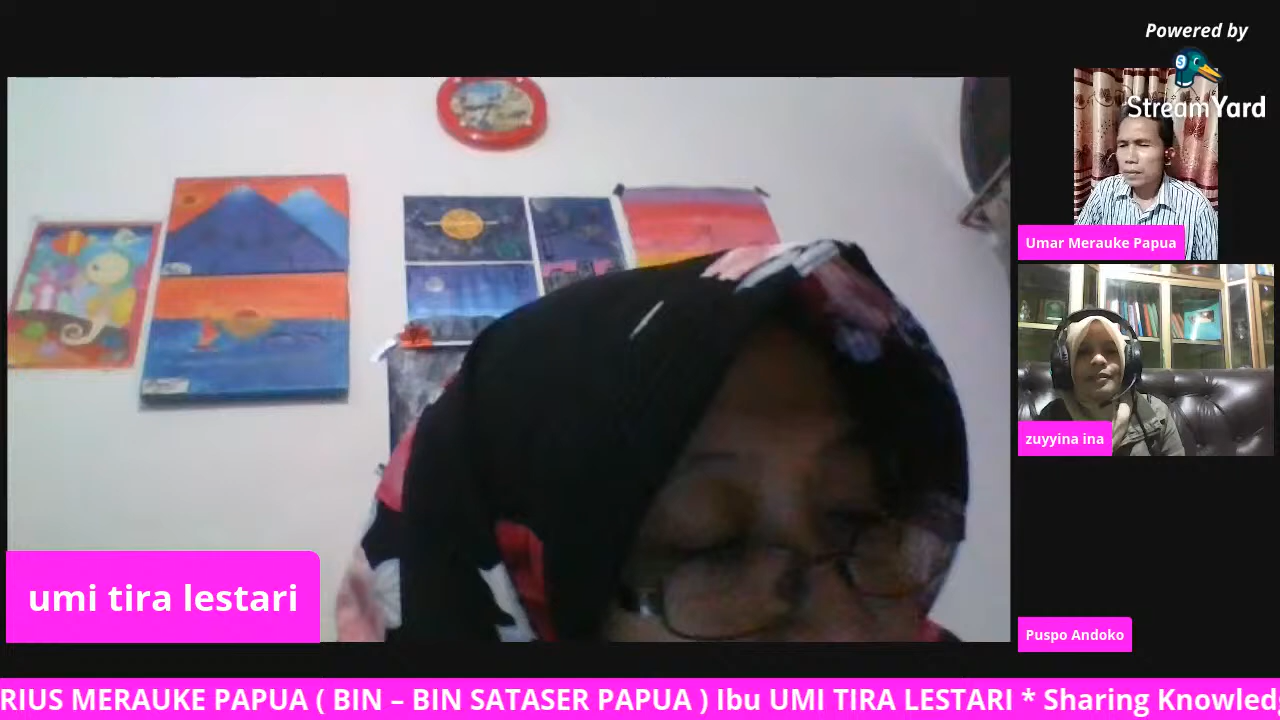 Powered by
StreamYard
Umar Merauke Papua
zuyyina ina
umi tira lestari
Puspo Andoko
RIUS MERAUKE PAPUA ( BIN – BIN SATASER PAPUA ) Ibu UMI TIRA LESTARI * Sharing Knowledg